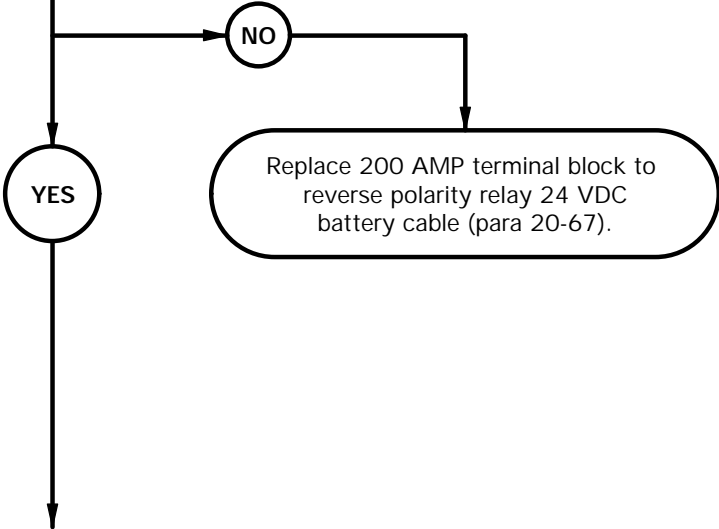 NO
YES
Replace 200 AMP terminal block to
reverse polarity relay 24 VDC
battery cable (para 20-67).